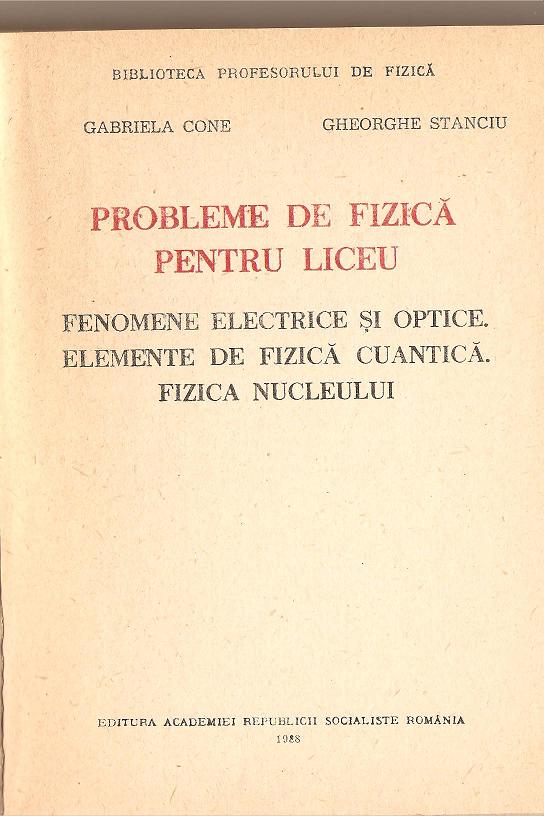 BIBLIOTECA PROFESORULUI DE FIZICĂ
GABRIELA CONE GHEORGHE STANCIU
PROBLEME DE FIZICĂ
PENTRU LICEU
FENOMENE ELECTRICE ȘI OPTICE.
ELEMENTE DE FIZICĂ CUANTICĂ.
FIZICA NUCLEULUI
EDITURA ACADEMIEI REPUBLICII SOCIALISTE ROMÂNIA
1988